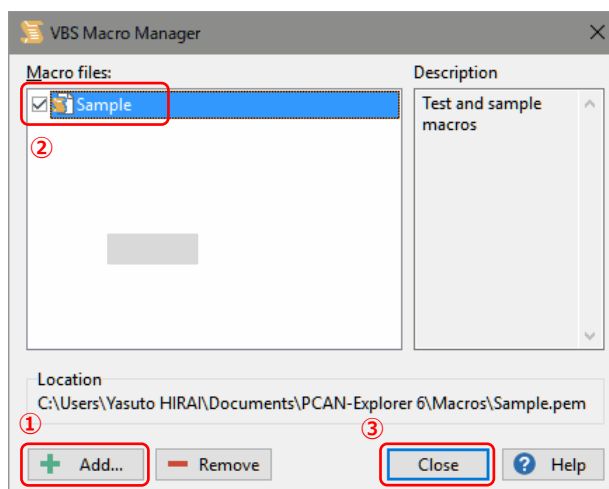 VBS Macro Manager
Macro files:
Description
Sample
Test and sample
macros
②
Location
C:\Users\Yasuto HIRAI\Documents\PCAN-Explorer 6\Macros\Sample.pem
①
③
Add...
Remove
Close
Help